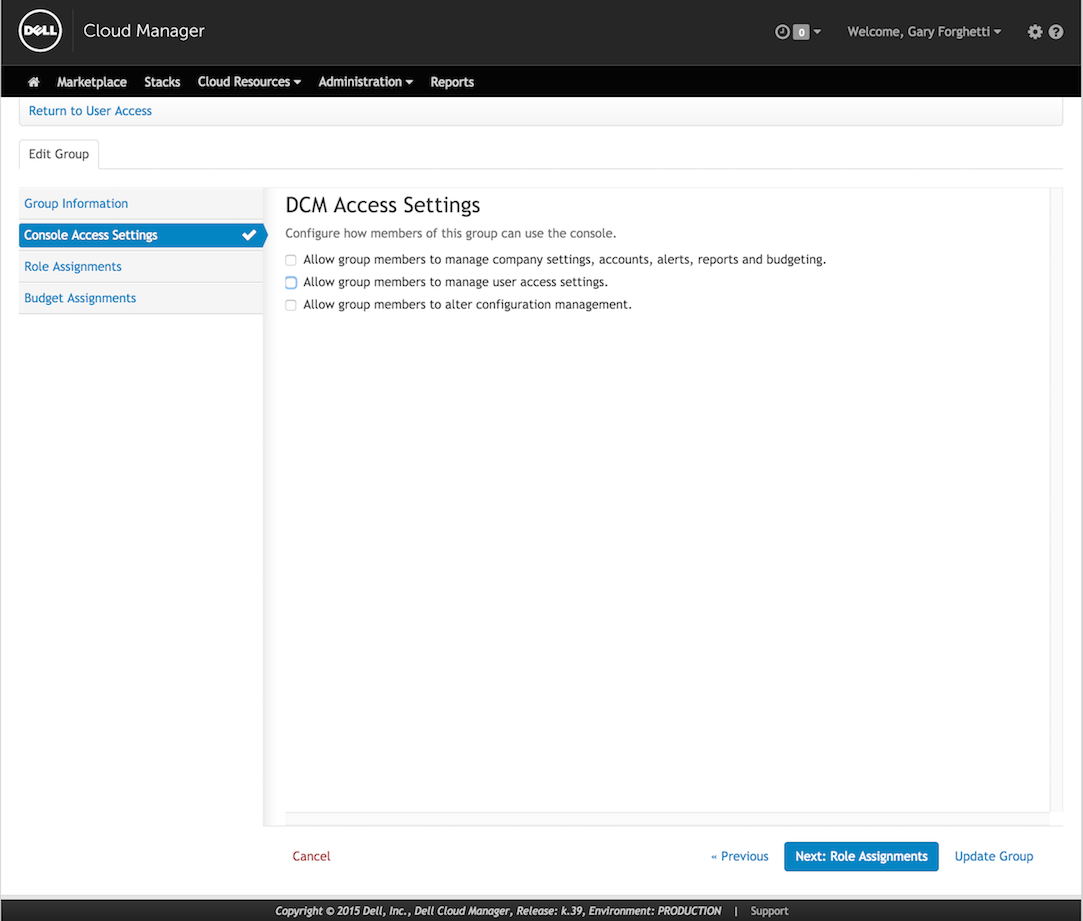 DELL Cloud Manager
0 Welcome, Gary Forghetti
Marketplace Stacks Cloud Resources Administration Reports
Return to User Access
Edit Group
Group Information
Console Access Settings
Role Assignments
Budget Assignments
DCM Access Settings
Configure how members of this group can use the console.
Allow group members to manage company settings, accounts, alerts, reports and budgeting.
Allow group members to manage user access settings.
Allow group members to alter configuration management.
Cancel « Previous Next: Role Assignments Update Group
Copyright © 2015 Dell, Inc., Dell Cloud Manager, Release: k.39, Environment: PRODUCTION | Support